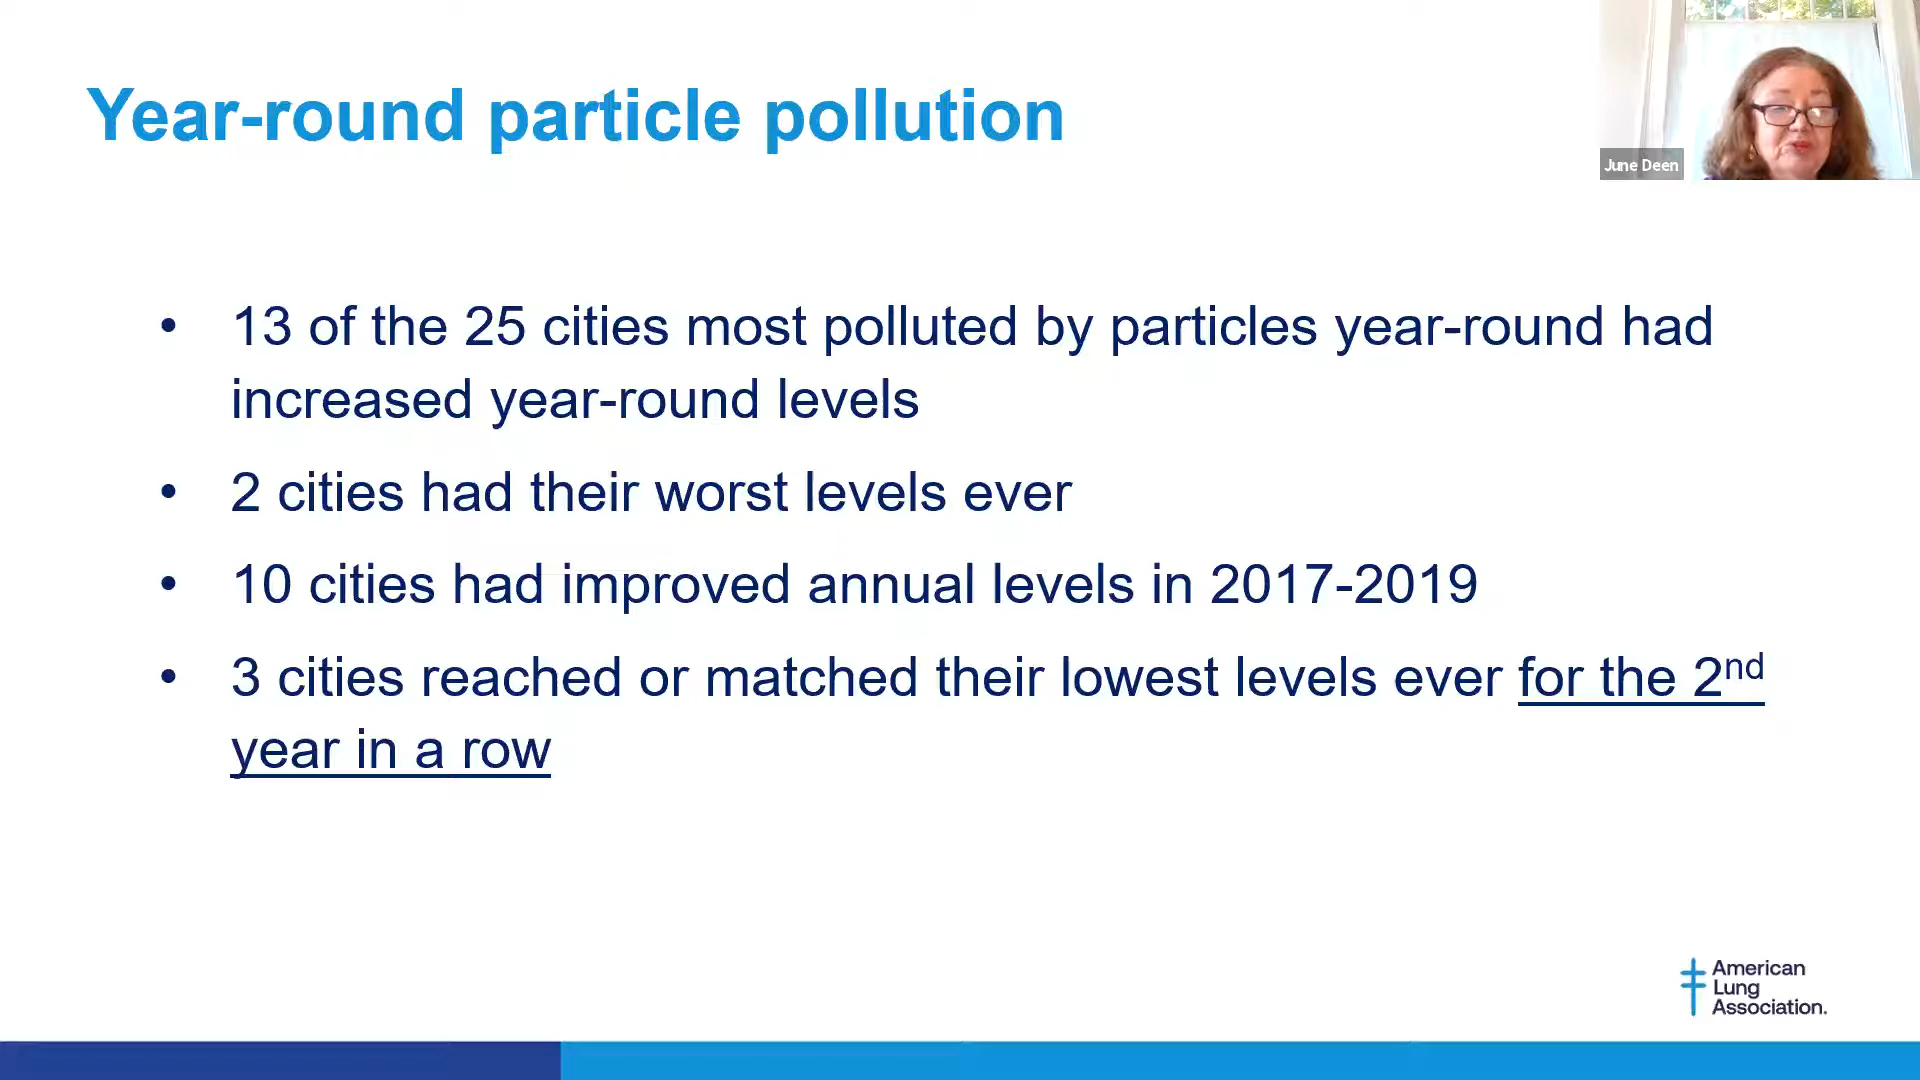 Year-round particle pollution
June Deen
• 13 of the 25 cities most polluted by particles year-round had
increased year-round levels
• 2 cities had their worst levels ever
• 10 cities had improved annual levels in 2017-2019
• 3 cities reached or matched their lowest levels ever for the 2nd
year in a row
American
Lung
Association.